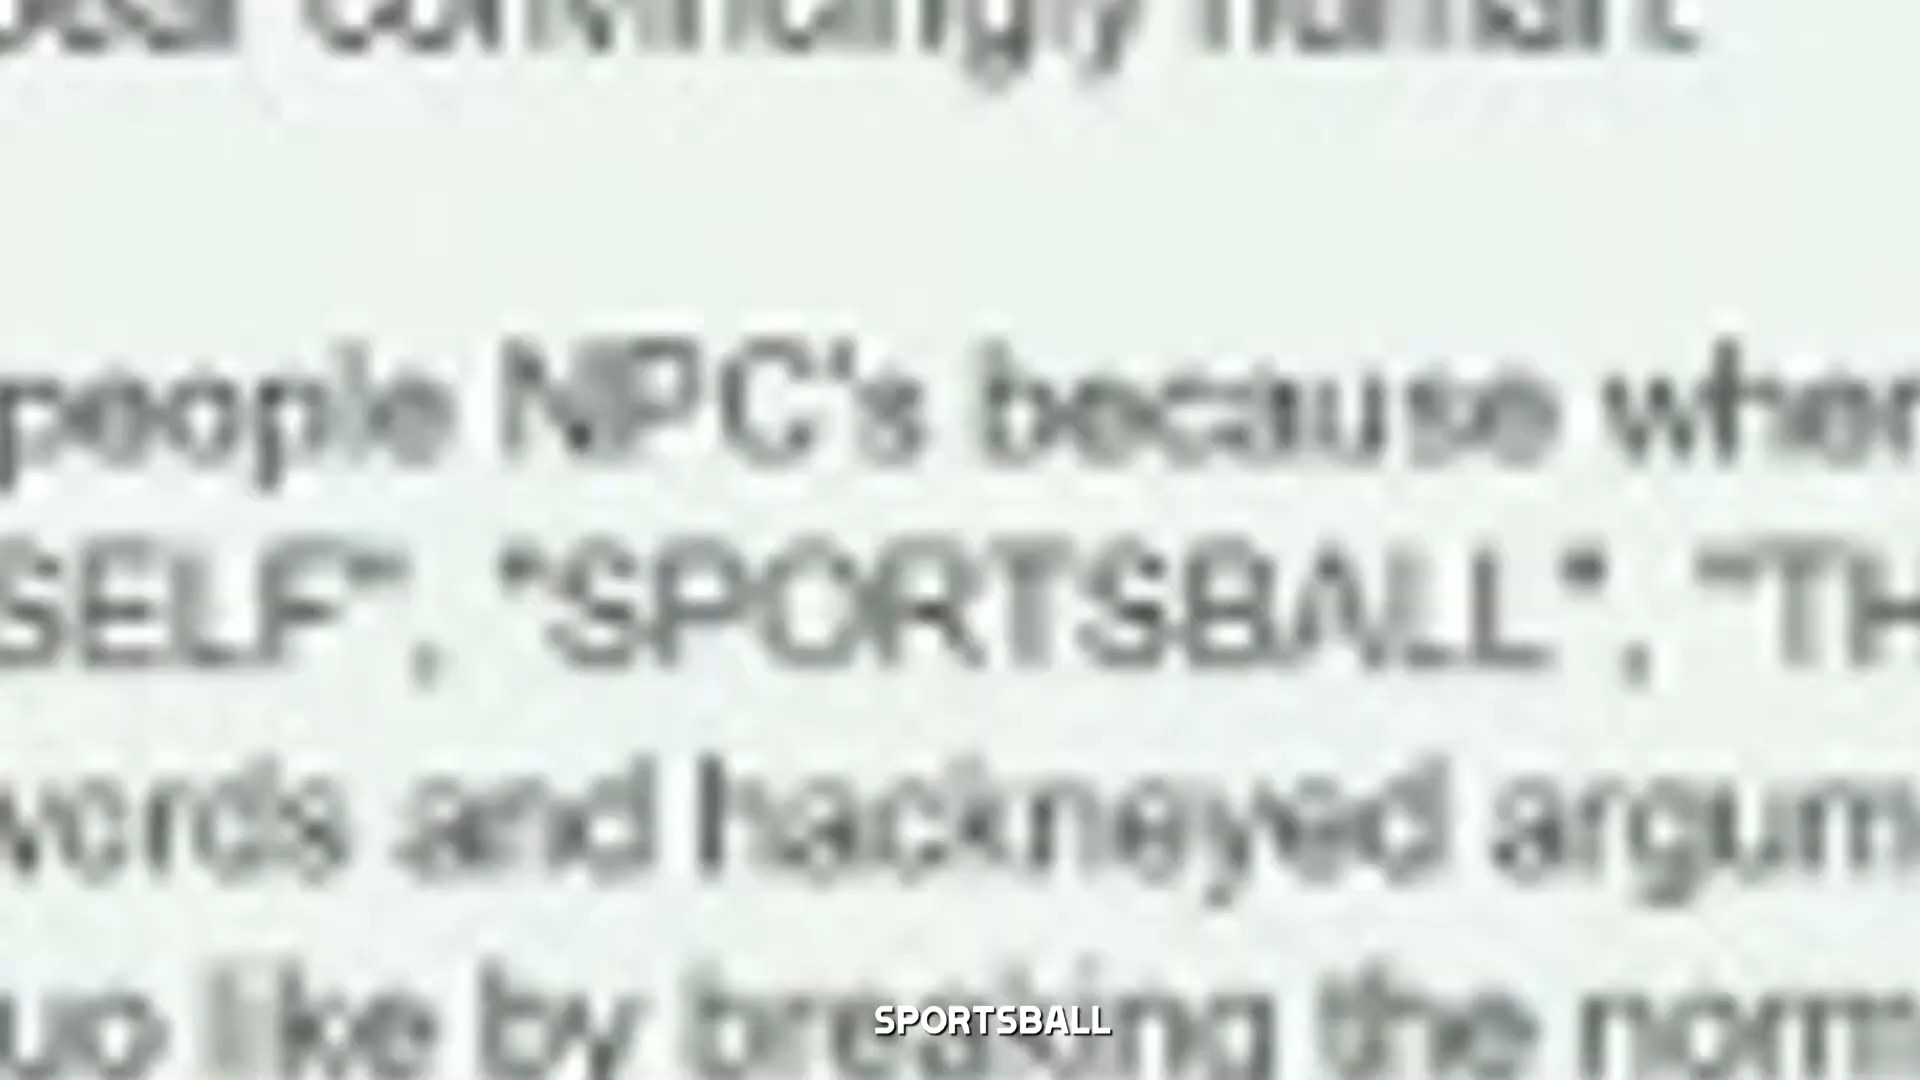 convincingly human.
people NPC's because when
SELF", "SPORTSBALL", "TH
words and hackneyed argum
uo like by breaking the norm
SPORTSBALL